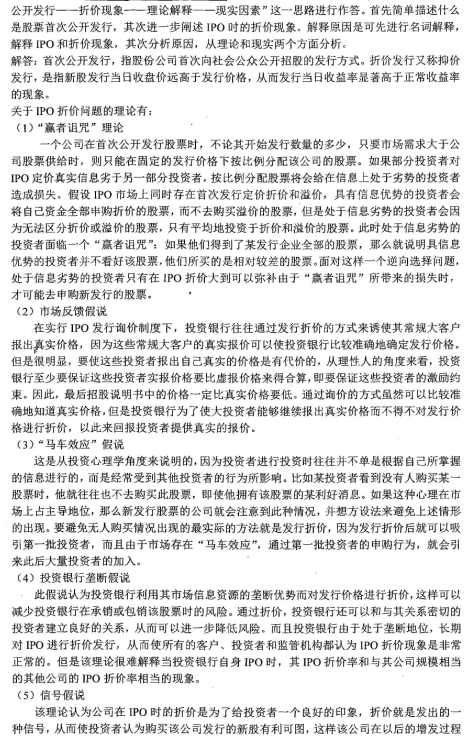 公开发行——折价现象——理论解释——现实因素”这一思路进行作答。首先简单描述什么
是股票首次公开发行，其次进一步阐述 IPO 时的折价现象。解释原因是可先进行名词解释，
解释 IPO 和折价现象，其次分析原因，从理论和现实两个方面分析。
解答：首次公开发行，指股份公司首次向社会公众公开招股的发行方式。折价发行又称抑价
发行，是指新股发行当日收盘价远高于发行价格，从而发行当日收益率显著高于正常收益率
的现象。
关于 IPO 折价问题的理论有：
（1）“赢者诅咒”理论
一个公司在首次公开发行股票时，不论其开始发行数量的多少，只要市场需求大于公
司股票供给时，则只能在固定的发行价格下按比例分配该公司的股票。如果部分投资者对
IPO 定价真实信息劣于另一部分投资者，按比例分配股票将会给在信息上处于劣势的投资者
造成损失。假设 IPO 市场上同时存在首次发行定价折价和溢价，具有信息优势的投资者会
将自己资金全部申购折价的股票，而不去购买溢价的股票，但是处于信息劣势的投资者会因
为无法区分折价或溢价的股票，只有平均地投资于折价和溢价的股票。此时处于信息劣势的
投资者面临一个“赢者诅咒”：如果他们得到了某发行企业全部的股票，那么就说明具信息
优势的投资者并不看好该股票，他们所买的是相对较差的股票。面对这样一个逆向选择问题，
处于信息劣势的投资者只有在 IPO 折价大到可以弥补由于“赢者诅咒”所带来的损失时，
才可能去申购新发行的股票。
（2）市场反馈假说
在实行 IPO 发行询价制度下，投资银行往往通过发行折价的方式来诱使其常规大客户
报出真实价格，因为这些常规大客户的真实报价可以使投资银行比较准确地确定发行价格。
但是很明显，要使这些投资者报出自己真实的价格是有代价的，从理性人的角度来看，投资
银行至少要保证这些投资者实报价格要比虚报价格来得合算，即要保证这些投资者的激励约
束。因此，最后招股说明书中的价格一定比真实价格要低。通过询价的方式虽然可以比较准
确地知道真实价格，但是投资银行为了使大投资者能够继续报出真实价格而不得不对发行价
格进行折价，以此来回报投资者提供真实的报价。
（3）“马车效应”假说
这是从投资心理学角度来说明的，因为投资者进行投资时往往并不单是根据自己所掌握
的信息进行的，而是经常受到其他投资者的行为所影响。比如某投资者看到没有人购买某一
股票时，他就往往也不去购买此股票，即使他拥有该股票的某利好消息。如果这种心理在市
场上占主导地位，那么新发行股票的公司就会注意到此种情况，并想方设法来避免上述情形
的出现。要避免无人购买情况出现的最实际的方法就是发行折价，因为发行折价后就可以吸
引第一批投资者，而且由于市场存在“马车效应”，通过第一批投资者的申购行为，就会引
来此后大量投资者的加入。
（4）投资银行垄断假说
此假说认为投资银行利用其市场信息资源的垄断优势而对发行价格进行折价，这样可以
减少投资银行在承销或包销该股票时的风险。通过折价，投资银行还可以和与其关系密切的
投资者建立良好的关系，从而可以进一步降低风险。而且投资银行由于处于垄断地位，长期
对 IPO 进行折价发行，从而使所有的客户、投资者和监管机构都认为 IPO 折价现象是非常
正常的。但是该理论很难解释当投资银行自身 IPO 时，其 IPO 折价率和与其公司规模相当
的其他公司的 IPO 折价率相当的现象。
（5）信号假说
该理论认为公司在 IPO 时的折价是为了给投资者一个良好的印象，折价就是发出的一
种信号，从而使投资者认为购买该公司发行的新股有利可图，这样该公司在以后的增发过程